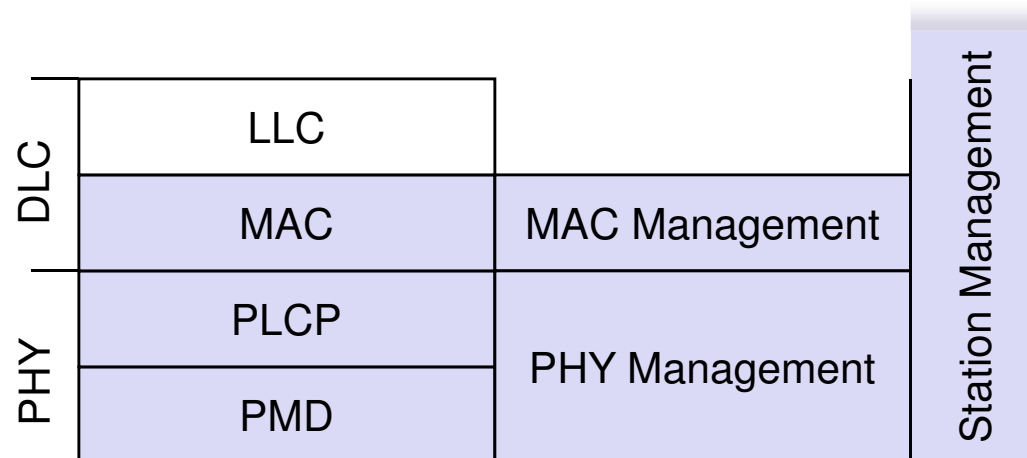 DLC
LLC
MAC
MAC Management
PHY
PLCP
PMD
PHY Management
Station Management